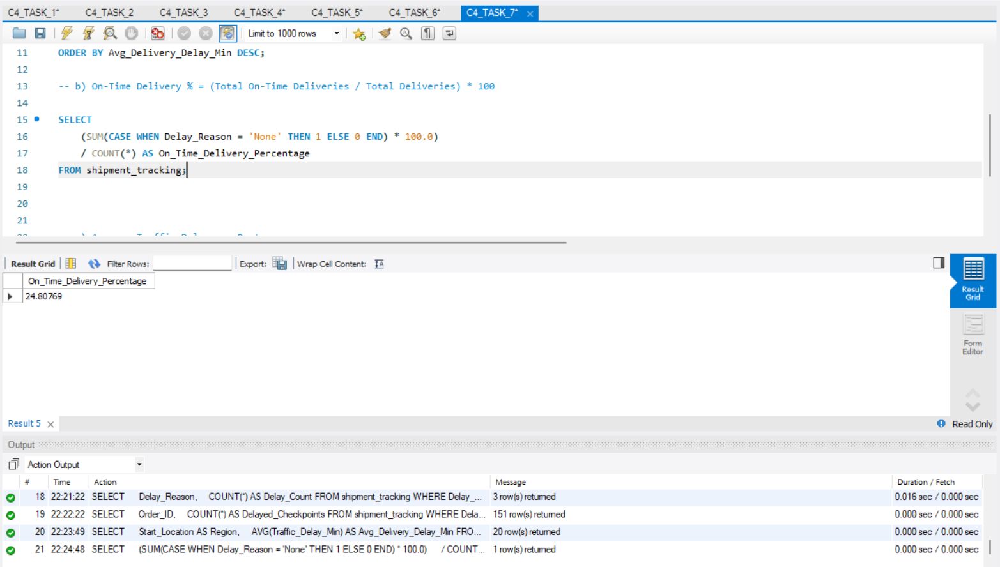 C4_TASK_1* C4_TASK_2 C4_TASK_3 C4_TASK_4* C4_TASK_5* C4_TASK_6* C4_TASK_7*
Limit to 1000 rows
11 ORDER BY Avg_Delivery_Delay_Min DESC;
12
13 -- b) On-Time Delivery % = (Total On-Time Deliveries / Total Deliveries) * 100
14
15 SELECT
16 (SUM(CASE WHEN Delay_Reason = 'None' THEN 1 ELSE 0 END) * 100.0)
17 / COUNT(*) AS On_Time_Delivery_Percentage
18 FROM shipment_tracking;
19
20
21
Result Grid Filter Rows: Export: Wrap Cell Content:
On_Time_Delivery_Percentage
24.80769
Result Grid
Form Editor
Result 5 Read Only
Output
Action Output
# Time Action Message Duration / Fetch
18 22:21:22 SELECT Delay_Reason, COUNT(*) AS Delay_Count FROM shipment_tracking WHERE Delay_... 3 row(s) returned 0.016 sec / 0.000 sec
19 22:22:22 SELECT Order_ID, COUNT(*) AS Delayed_Checkpoints FROM shipment_tracking WHERE Dela... 151 row(s) returned 0.000 sec / 0.000 sec
20 22:23:49 SELECT Start_Location AS Region, AVG(Traffic_Delay_Min) AS Avg_Delivery_Delay_Min FRO... 20 row(s) returned 0.000 sec / 0.000 sec
21 22:24:48 SELECT (SUM(CASE WHEN Delay_Reason = 'None' THEN 1 ELSE 0 END) * 100.0) / COUNT... 1 row(s) returned 0.000 sec / 0.000 sec